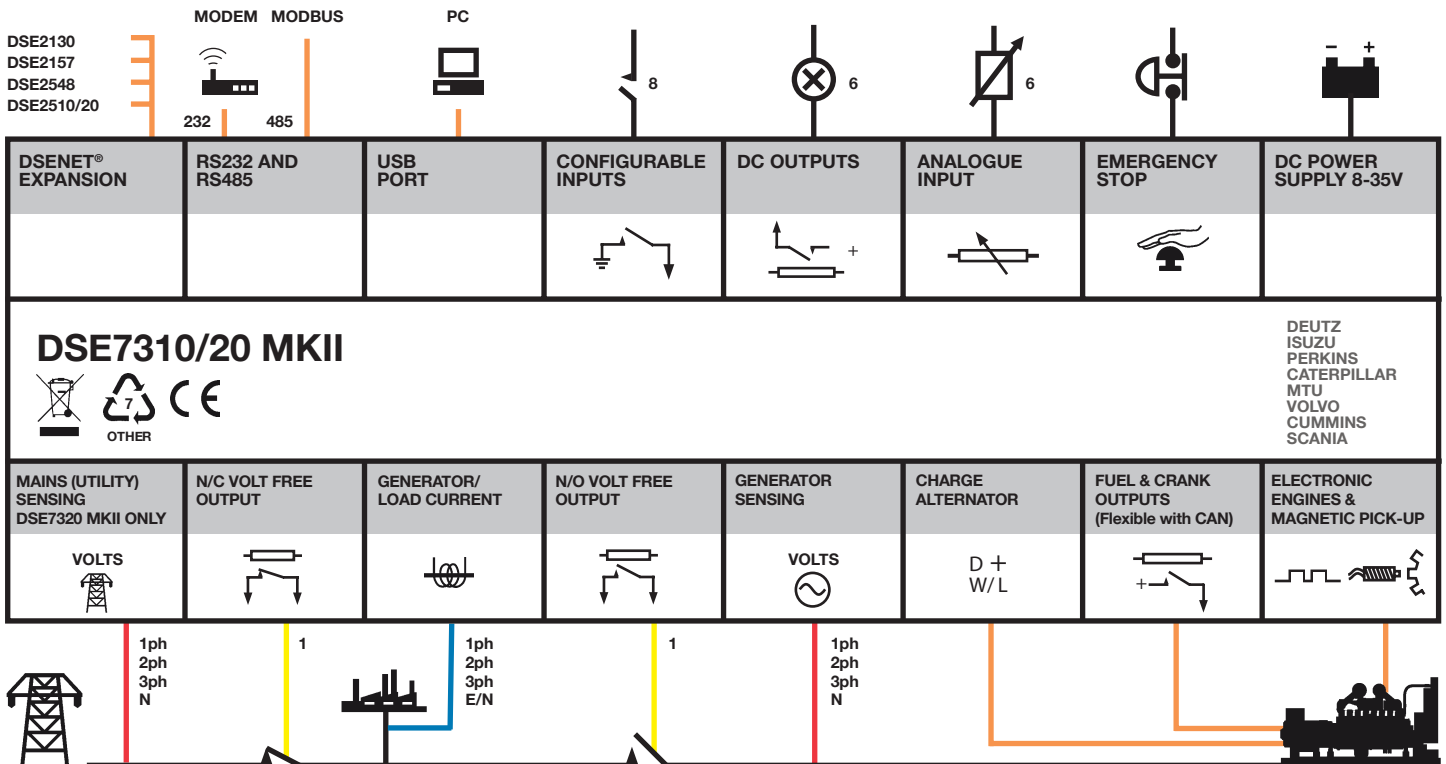 MODEM MODBUS PC
DSE2130
DSE2157
DSE2548
DSE2510/20
232 485
8
6
6
- +
DSENET®
EXPANSION
RS232 AND
RS485
USB
PORT
CONFIGURABLE
INPUTS
DC OUTPUTS
ANALOGUE
INPUT
EMERGENCY
STOP
DC POWER
SUPPLY 8-35V
+
DSE7310/20 MKII
7
OTHER
CE
DEUTZ
ISUZU
PERKINS
CATERPILLAR
MTU
VOLVO
CUMMINS
SCANIA
MAINS (UTILITY)
SENSING
DSE7320 MKII ONLY
VOLTS
N/C VOLT FREE
OUTPUT
GENERATOR/
LOAD CURRENT
N/O VOLT FREE
OUTPUT
GENERATOR
SENSING
VOLTS
CHARGE
ALTERNATOR
D +
W/L
FUEL & CRANK
OUTPUTS
(Flexible with CAN)
+
ELECTRONIC
ENGINES &
MAGNETIC PICK-UP
1ph
2ph
3ph
N
1
1ph
2ph
3ph
E/N
1
1ph
2ph
3ph
N